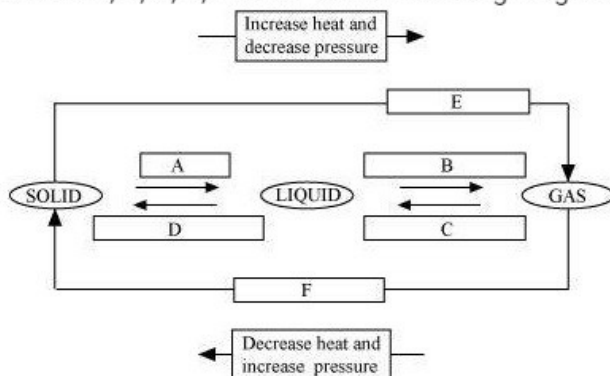 Increase heat and
decrease pressure
E
A
B
SOLID
LIQUID
GAS
D
C
F
Decrease heat and
increase pressure